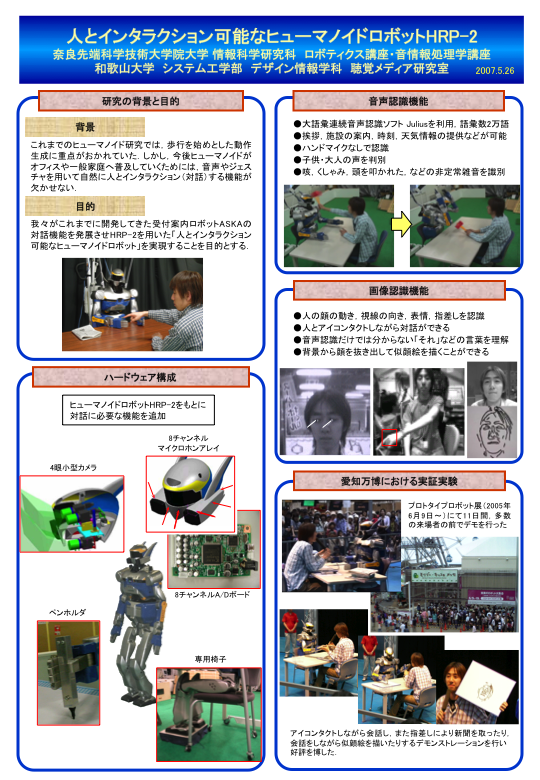 人とインタラクション可能なヒューマノイドロボットHRP-2
奈良先端科学技術大学院大学 情報科学研究科　ロボティクス講座・音情報処理学講座
和歌山大学　システム工学部　デザイン情報学科　聴覚メディア研究室
2007.5.26
研究の背景と目的
背景
これまでのヒューマノイド研究では, 歩行を始めとした動作
生成に重点がおかれていた. しかし, 今後ヒューマノイドが
オフィスや一般家庭へ普及していくためには, 音声やジェス
チャを用いて自然に人とインタラクション(対話)する機能が
欠かせない.
目的
我々がこれまでに開発してきた受付案内ロボットASKAの
対話機能を発展させHRP-2を用いた「人とインタラクション
可能なヒューマノイドロボット」を実現することを目的とする.
ハードウェア構成
ヒューマノイドロボットHRP-2をもとに
対話に必要な機能を追加
8チャンネル
マイクロホンアレイ
4眼小型カメラ
8チャンネルA/Dボード
ペンホルダ
専用椅子
音声認識機能
●大語彙連続音声認識ソフト Juliusを利用, 語彙数2万語
●挨拶, 施設の案内, 時刻, 天気情報の提供などが可能
●ハンドマイクなしで認識
●子供・大人の声を判別
●咳, くしゃみ, 頭を叩かれた, などの非定常雑音を識別
画像認識機能
●人の顔の動き, 視線の向き, 表情, 指差しを認識
●人とアイコンタクトしながら対話ができる
●音声認識だけでは分からない「それ」などの言葉を理解
●背景から顔を抜き出して似顔絵を描くことができる
愛知万博における実証実験
プロトタイプロボット展(2005年
6月9日～)にて11日間, 多数
の来場者の前でデモを行った
アイコンタクトしながら会話し, また指差しにより新聞を取ったり,
会話をしながら似顔絵を描いたりするデモンストレーションを行い
好評を博した.